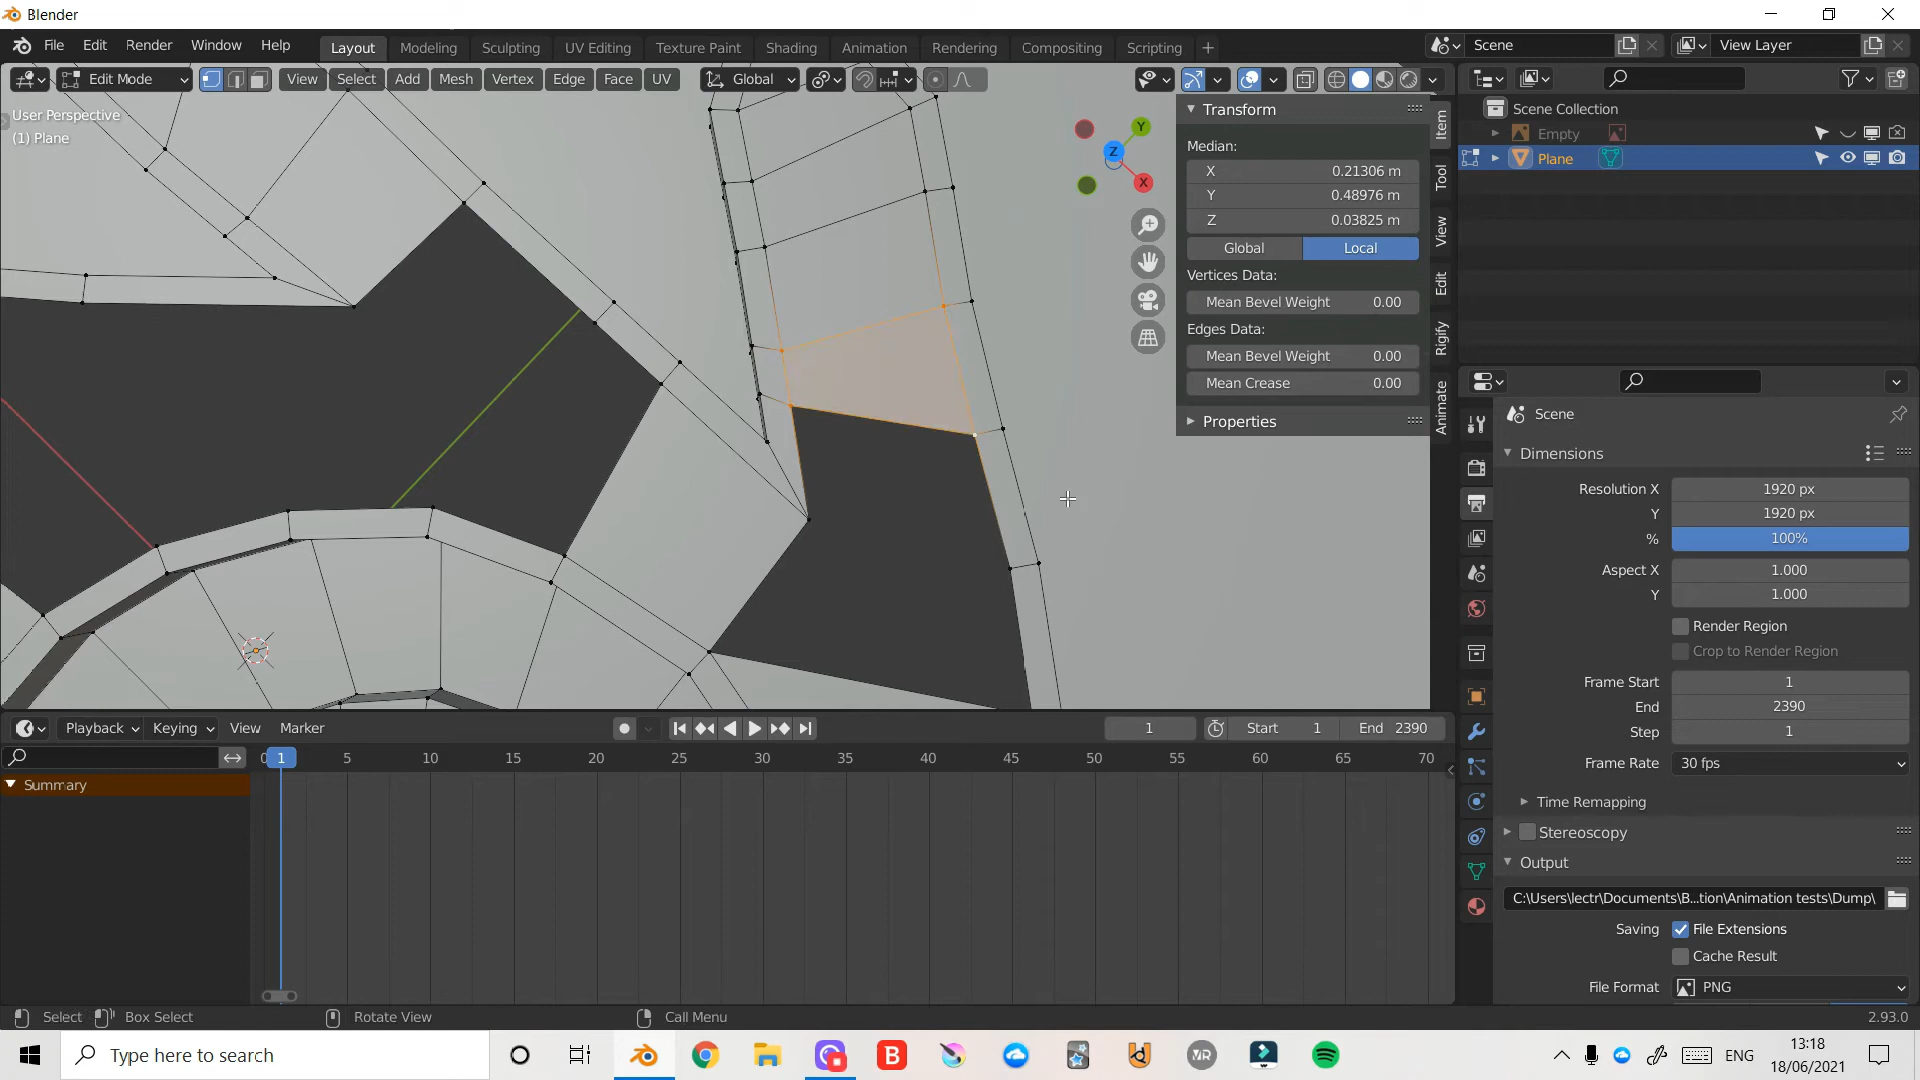 Blender
File Edit Render Window Help Layout Modeling Sculpting UV Editing Texture Paint Shading Animation Rendering Compositing Scripting + Scene View Layer
Edit Mode View Select Add Mesh Vertex Edge Face UV Global
User Perspective
(1) Plane
Y
Z
X
Transform
Median:
X 0.21306 m
Y 0.48976 m
Z 0.03825 m
Global Local
Vertices Data:
Mean Bevel Weight 0.00
Edges Data:
Mean Bevel Weight 0.00
Mean Crease 0.00
Properties
Item
Tool
View
Edit
Rigify
Animate
Scene Collection
Empty
Plane
Scene
Dimensions
Resolution X 1920 px
Y 1920 px
% 100%
Aspect X 1.000
Y 1.000
Render Region
Crop to Render Region
Frame Start 1
End 2390
Step 1
Frame Rate 30 fps
Time Remapping
Stereoscopy
Output
C:\Users\lectr\Documents\B...tion\Animation tests\Dump\
Saving File Extensions
Cache Result
File Format PNG
Playback Keying View Marker 1 Start 1 End 2390
0 1 5 10 15 20 25 30 35 40 45 50 55 60 65 70
Summary
Select Box Select Rotate View Call Menu 2.93.0
Type here to search B VR ENG 13:18
18/06/2021